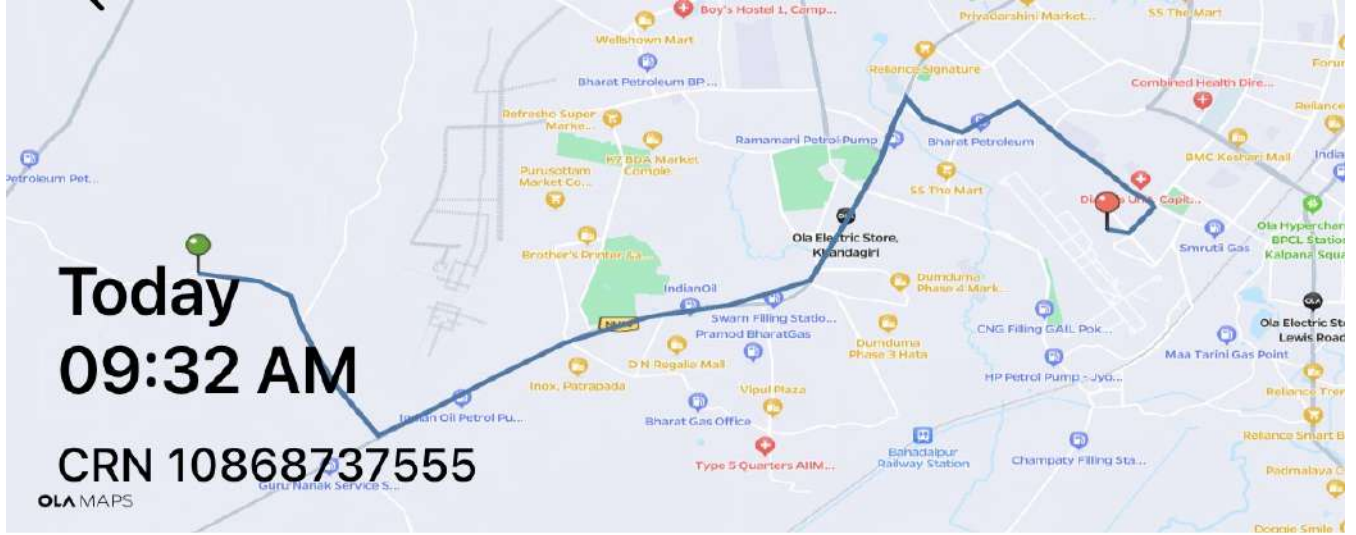 Boy's Hostel 1, Camp...
Priyadarshini Market...
SS The Mart
Wellshown Mart
Bharat Petroleum BP ...
Reliance Signature
Forum
Combined Health Dire...
Refresho Super
Marke...
Ramamani Petrol Pump
Bharat Petroleum
Reliance
BMC Keshari Mall
India
Petroleum Pet...
Purusottam
Market Co...
SS The Mart
Ola Electric Store,
Khandagiri
Smruti Gas
Ola Hyperchar
BPCL Station
Kalpana Squa
Brother's Printer &a...
Today
09:32 AM
IndianOil
Swarn Filling Statio...
Pramod BharatGas
Dumduma
Phase 4 Mark...
Dumduma
Phase 3 Hata
CNG Filling GAIL Pok...
Ola Electric St
Lewis Road
Maa Tarini Gas Point
D N Regalia Mall
Inox, Patrapada
Vipul Plaza
HP Petrol Pump - Jyo...
Reliance Tren
Indian Oil Petrol Pu...
Bharat Gas Office
Bahadalpur
Railway Station
Type 5 Quarters AIIM...
Champaty Filling Sta...
Reliance Smart B
CRN 10868737555
Guru Nanak Service S...
OLA MAPS
Padmalaya
Doggie Smile